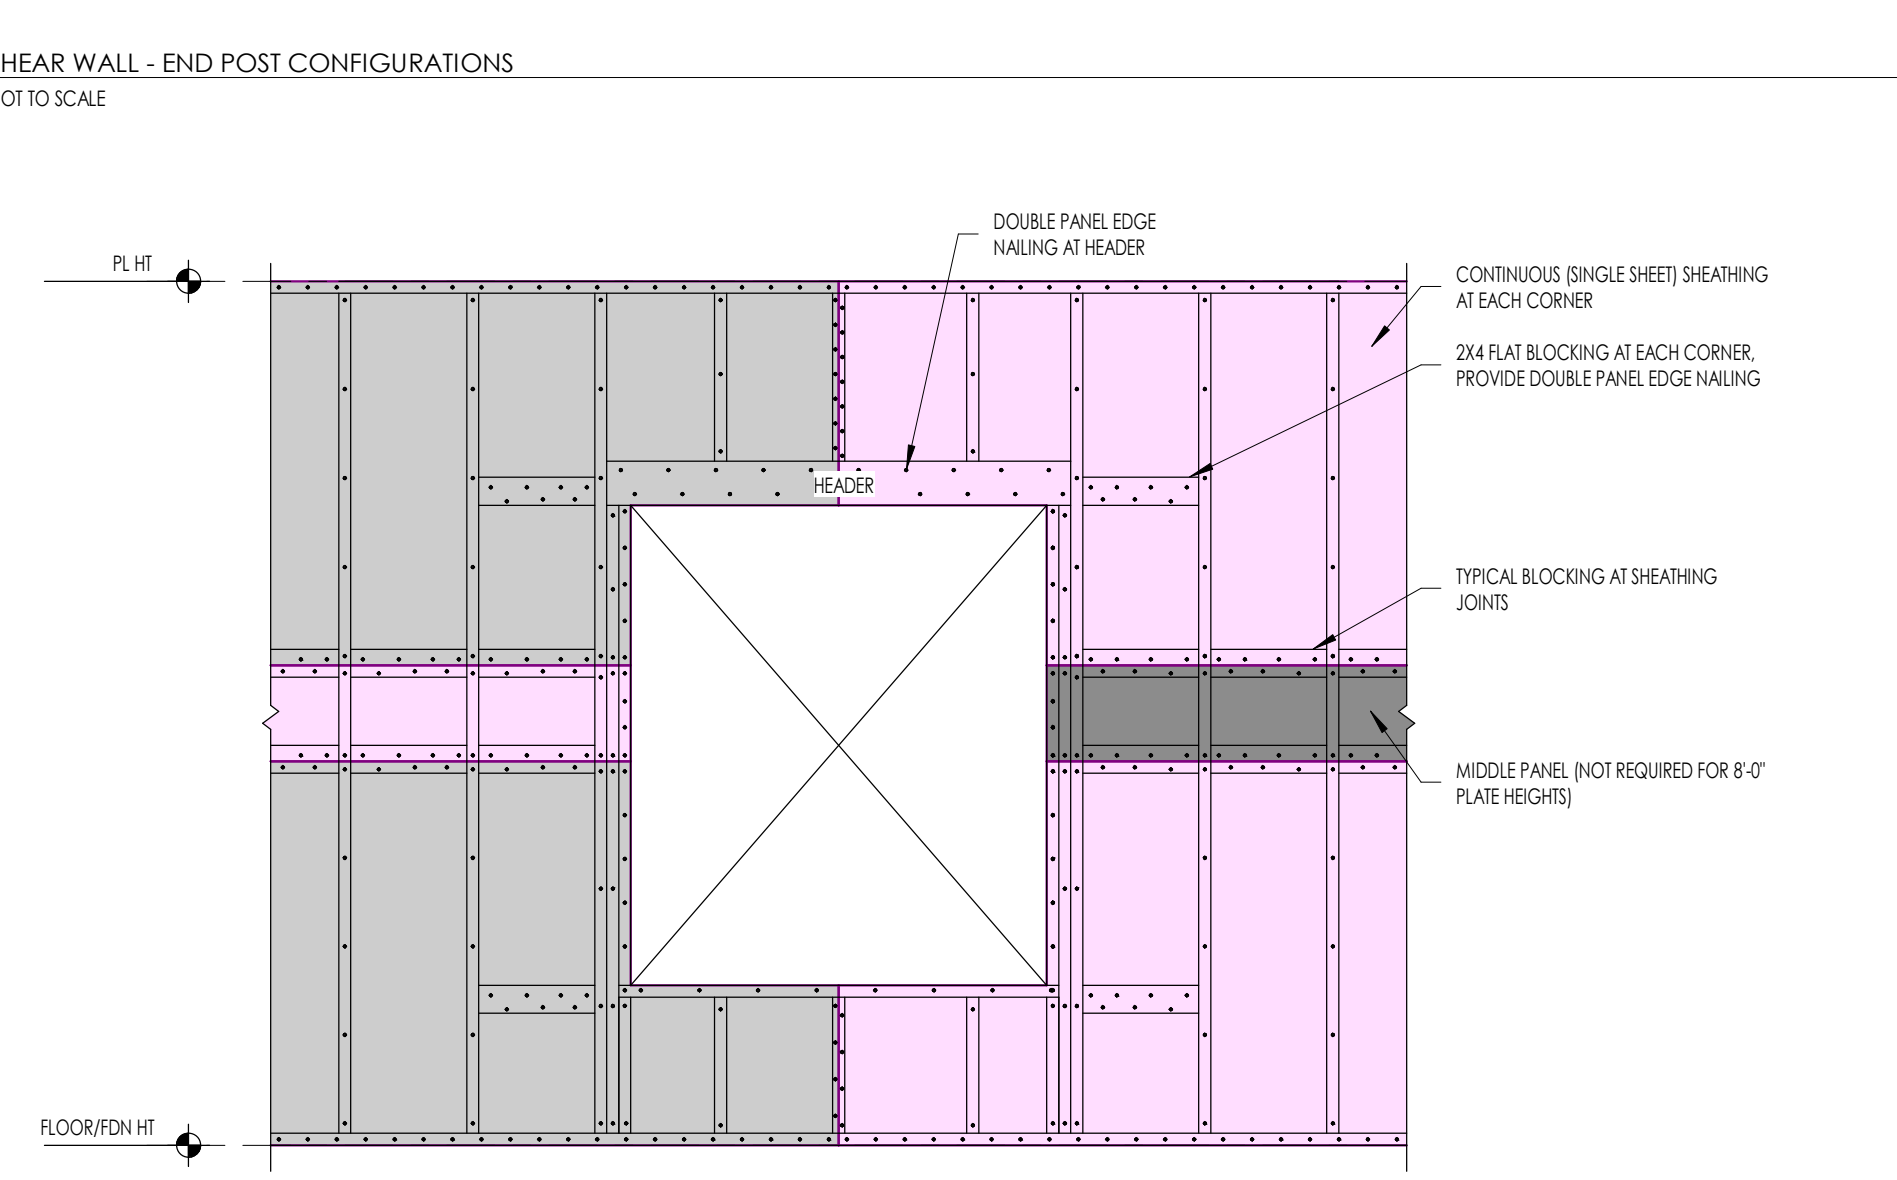 HEAR WALL - END POST CONFIGURATIONS
OT TO SCALE
DOUBLE PANEL EDGE
NAILING AT HEADER
PL HT
CONTINUOUS (SINGLE SHEET) SHEATHING
AT EACH CORNER
2X4 FLAT BLOCKING AT EACH CORNER,
PROVIDE DOUBLE PANEL EDGE NAILING
HEADER
TYPICAL BLOCKING AT SHEATHING
JOINTS
MIDDLE PANEL (NOT REQUIRED FOR 8'-0"
PLATE HEIGHTS)
FLOOR/FDN HT